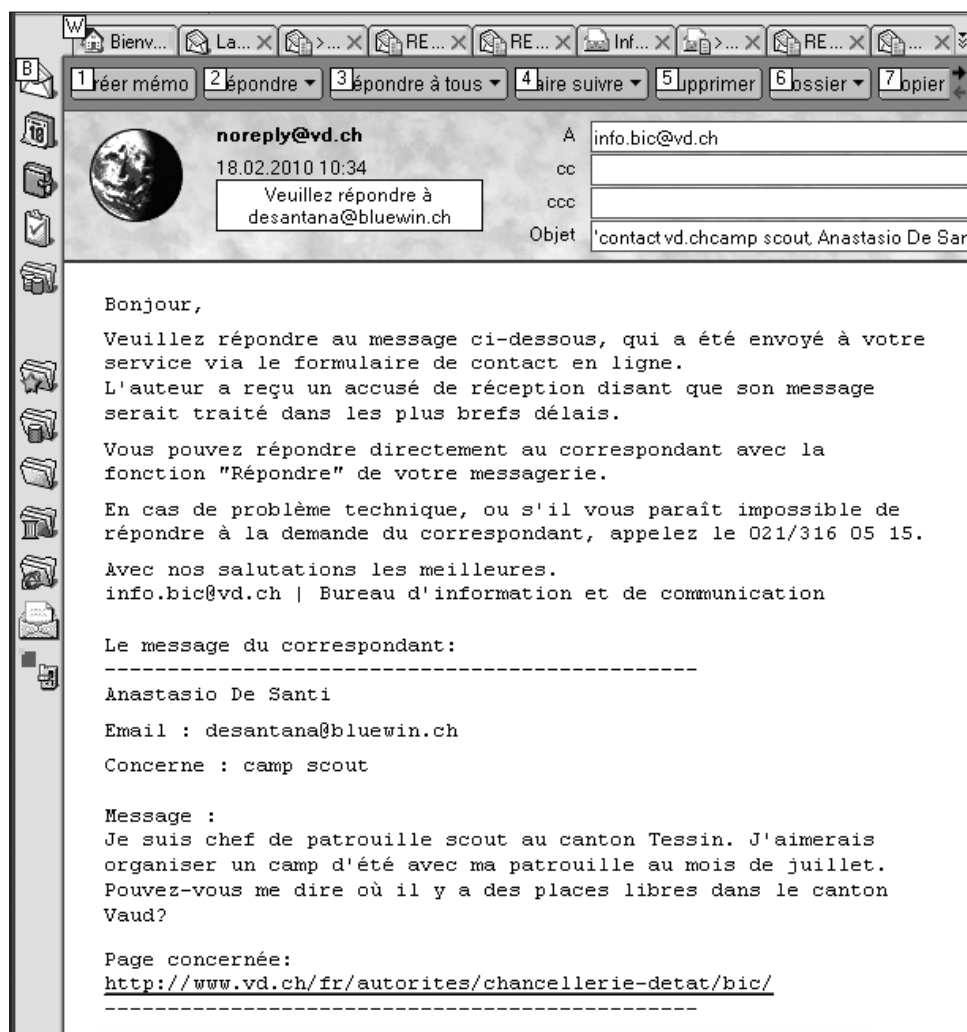 W
Bienv... La... >... RE... RE... Inf... >... RE... ...
B
1 réer mémo 2 épondre 3 épondre à tous 4 aire suivre 5 upprimer 6 ossier 7 opier
noreply@vd.ch
A info.bic@vd.ch
18.02.2010 10:34
cc
Veuillez répondre à
desantana@bluewin.ch
ccc
Objet 'contact vd.chcamp scout, Anastasio De San
18
Bonjour,
Veuillez répondre au message ci-dessous, qui a été envoyé à votre
service via le formulaire de contact en ligne.
L'auteur a reçu un accusé de réception disant que son message
serait traité dans les plus brefs délais.
Vous pouvez répondre directement au correspondant avec la
fonction "Répondre" de votre messagerie.
En cas de problème technique, ou s'il vous paraît impossible de
répondre à la demande du correspondant, appelez le 021/316 05 15.
Avec nos salutations les meilleures.
info.bic@vd.ch | Bureau d'information et de communication
Le message du correspondant:
-----------------------------------------------
Anastasio De Santi
Email : desantana@bluewin.ch
Concerne : camp scout
Message :
Je suis chef de patrouille scout au canton Tessin. J'aimerais
organiser un camp d'été avec ma patrouille au mois de juillet.
Pouvez-vous me dire où il y a des places libres dans le canton
Vaud?
Page concernée:
http://www.vd.ch/fr/autorites/chancellerie-detat/bic/
-----------------------------------------------